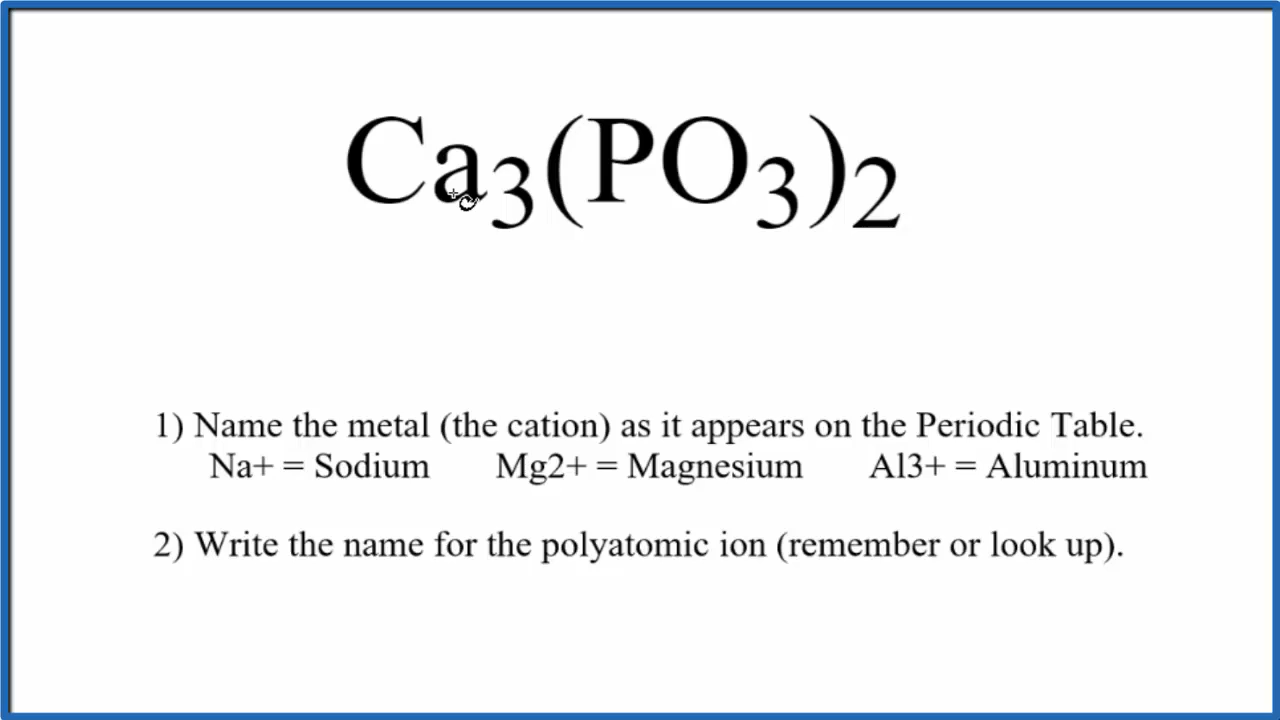 Ca₃(PO₃)₂
1) Name the metal (the cation) as it appears on the Periodic Table.
Na+ = Sodium Mg2+ = Magnesium Al3+ = Aluminum
2) Write the name for the polyatomic ion (remember or look up).